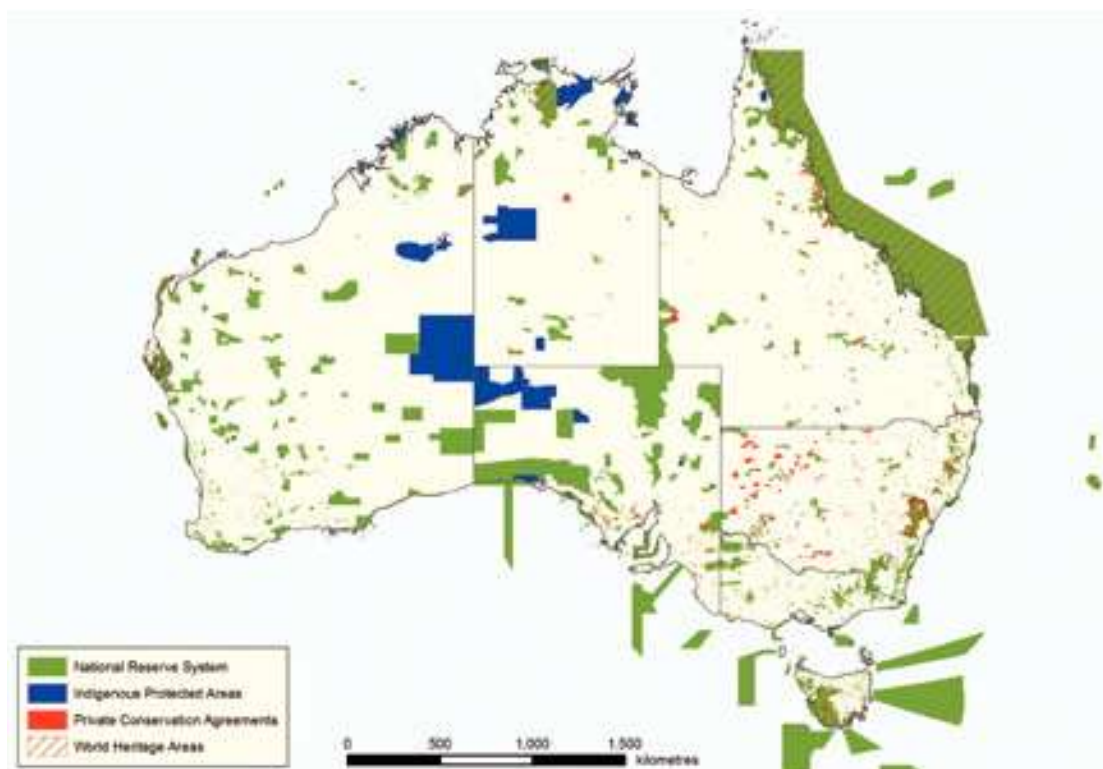 National Reserve System
Indigenous Protected Areas
Private Conservation Agreements
World Heritage Areas
0 500 1,000 1,500
kilometres